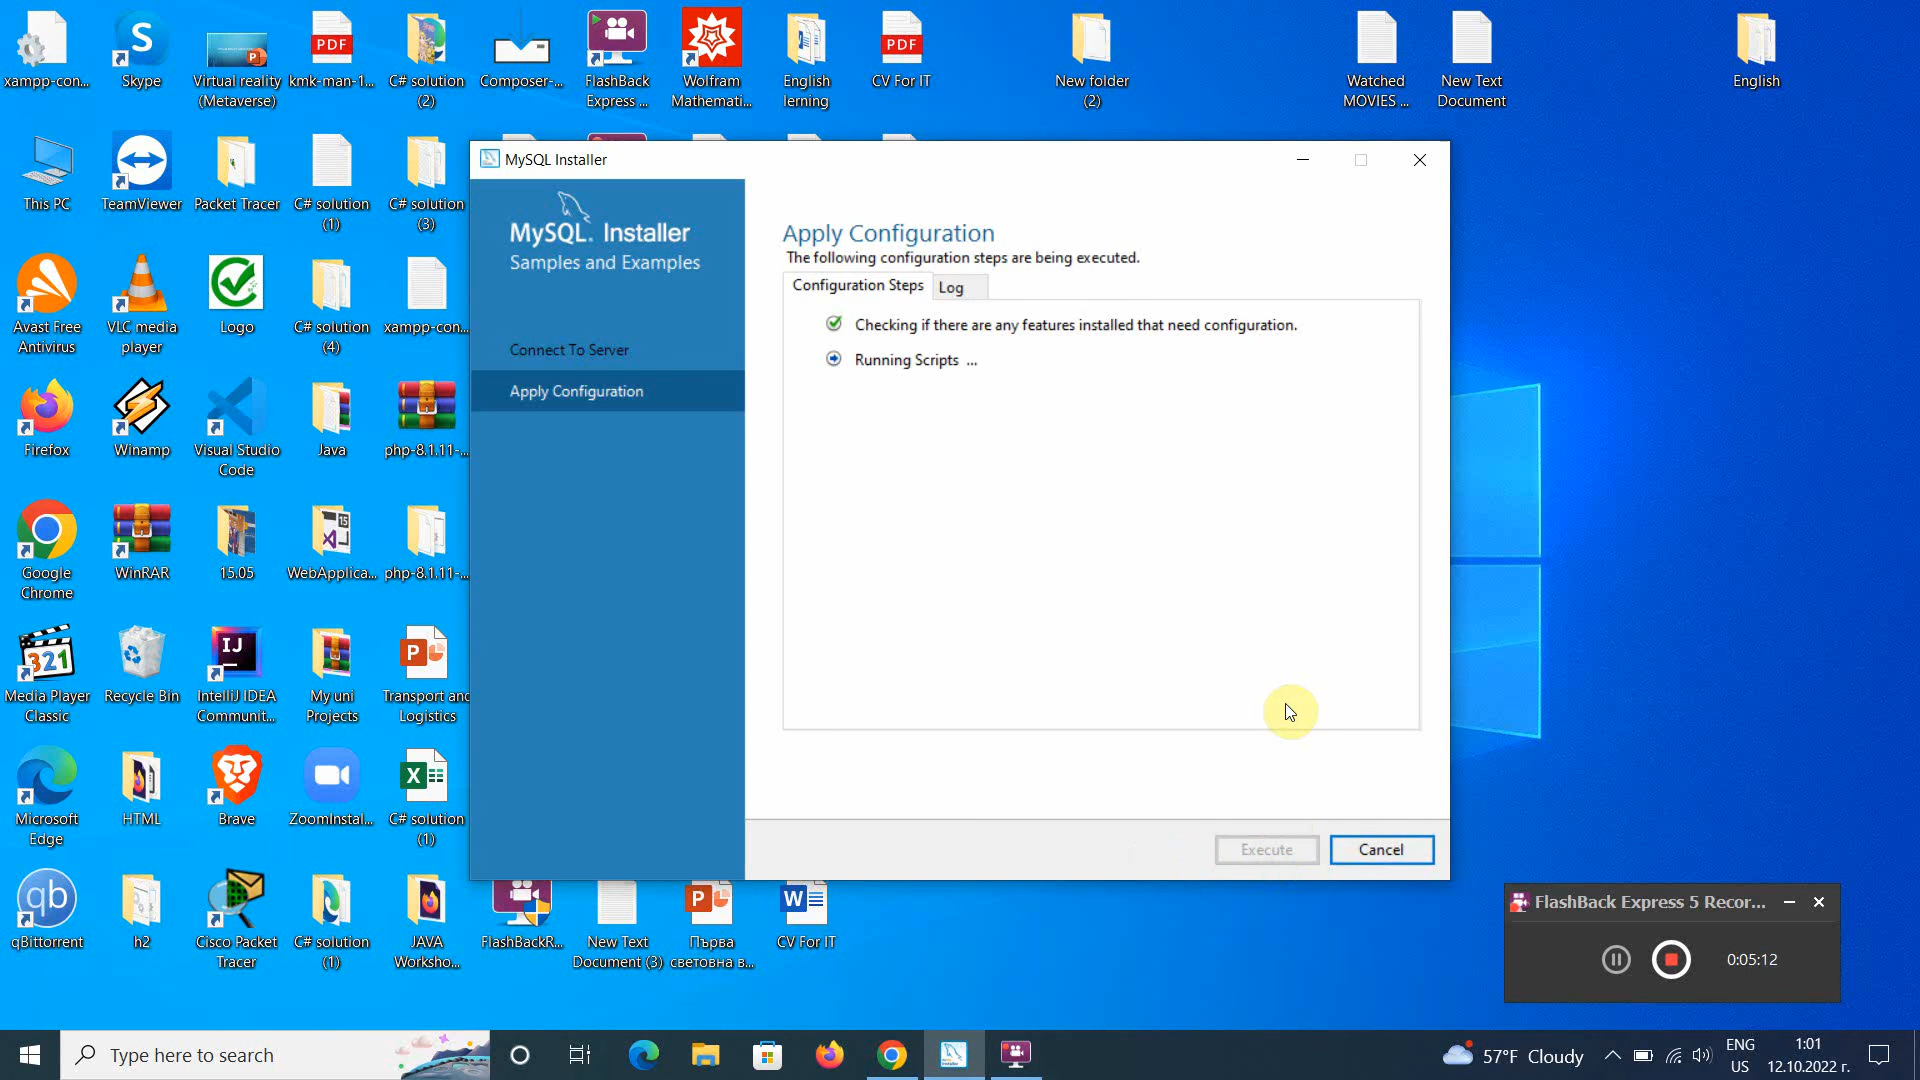 xampp-con...
Skype
Virtual reality
(Metaverse)
PDF
kmk-man-1...
C# solution
(2)
Composer-...
FlashBack
Express ...
Wolfram
Mathemati...
English
lerning
PDF
CV For IT
New folder
(2)
Watched
MOVIES ...
New Text
Document
English
This PC
TeamViewer
Packet Tracer
C# solution
(1)
C# solution
(3)
MySQL Installer
MySQL. Installer
Samples and Examples
Connect To Server
Apply Configuration
Apply Configuration
The following configuration steps are being executed.
Configuration Steps
Log
Checking if there are any features installed that need configuration.
Running Scripts ...
Execute
Cancel
Avast Free
Antivirus
VLC media
player
Logo
C# solution
(4)
xampp-con...
Firefox
Winamp
Visual Studio
Code
Java
php-8.1.11-...
Google
Chrome
WinRAR
15.05
15
WebApplica...
php-8.1.11-...
321
Media Player
Classic
Recycle Bin
IJ
IntelliJ IDEA
Communit...
My uni
Projects
P
Transport and
Logistics
Microsoft
Edge
HTML
Brave
ZoomInstal...
X
C# solution
(1)
qb
qBittorrent
h2
Cisco Packet
Tracer
C# solution
(1)
JAVA
Worksho...
FlashBackR...
New Text
Document (3)
P
Първа
световна в...
W
CV For IT
FlashBack Express 5 Recor...
0:05:12
Type here to search
57°F Cloudy
ENG
US
1:01
12.10.2022 г.